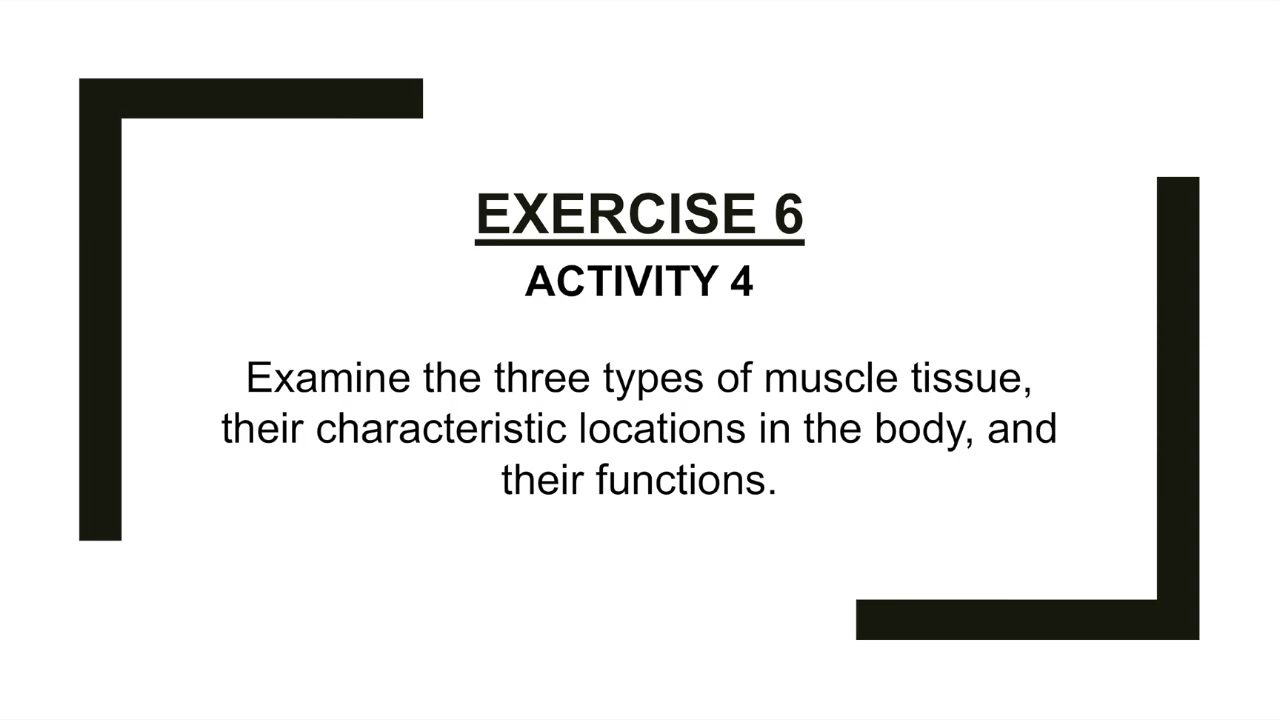 EXERCISE 6
ACTIVITY 4
Examine the three types of muscle tissue,
their characteristic locations in the body, and
their functions.